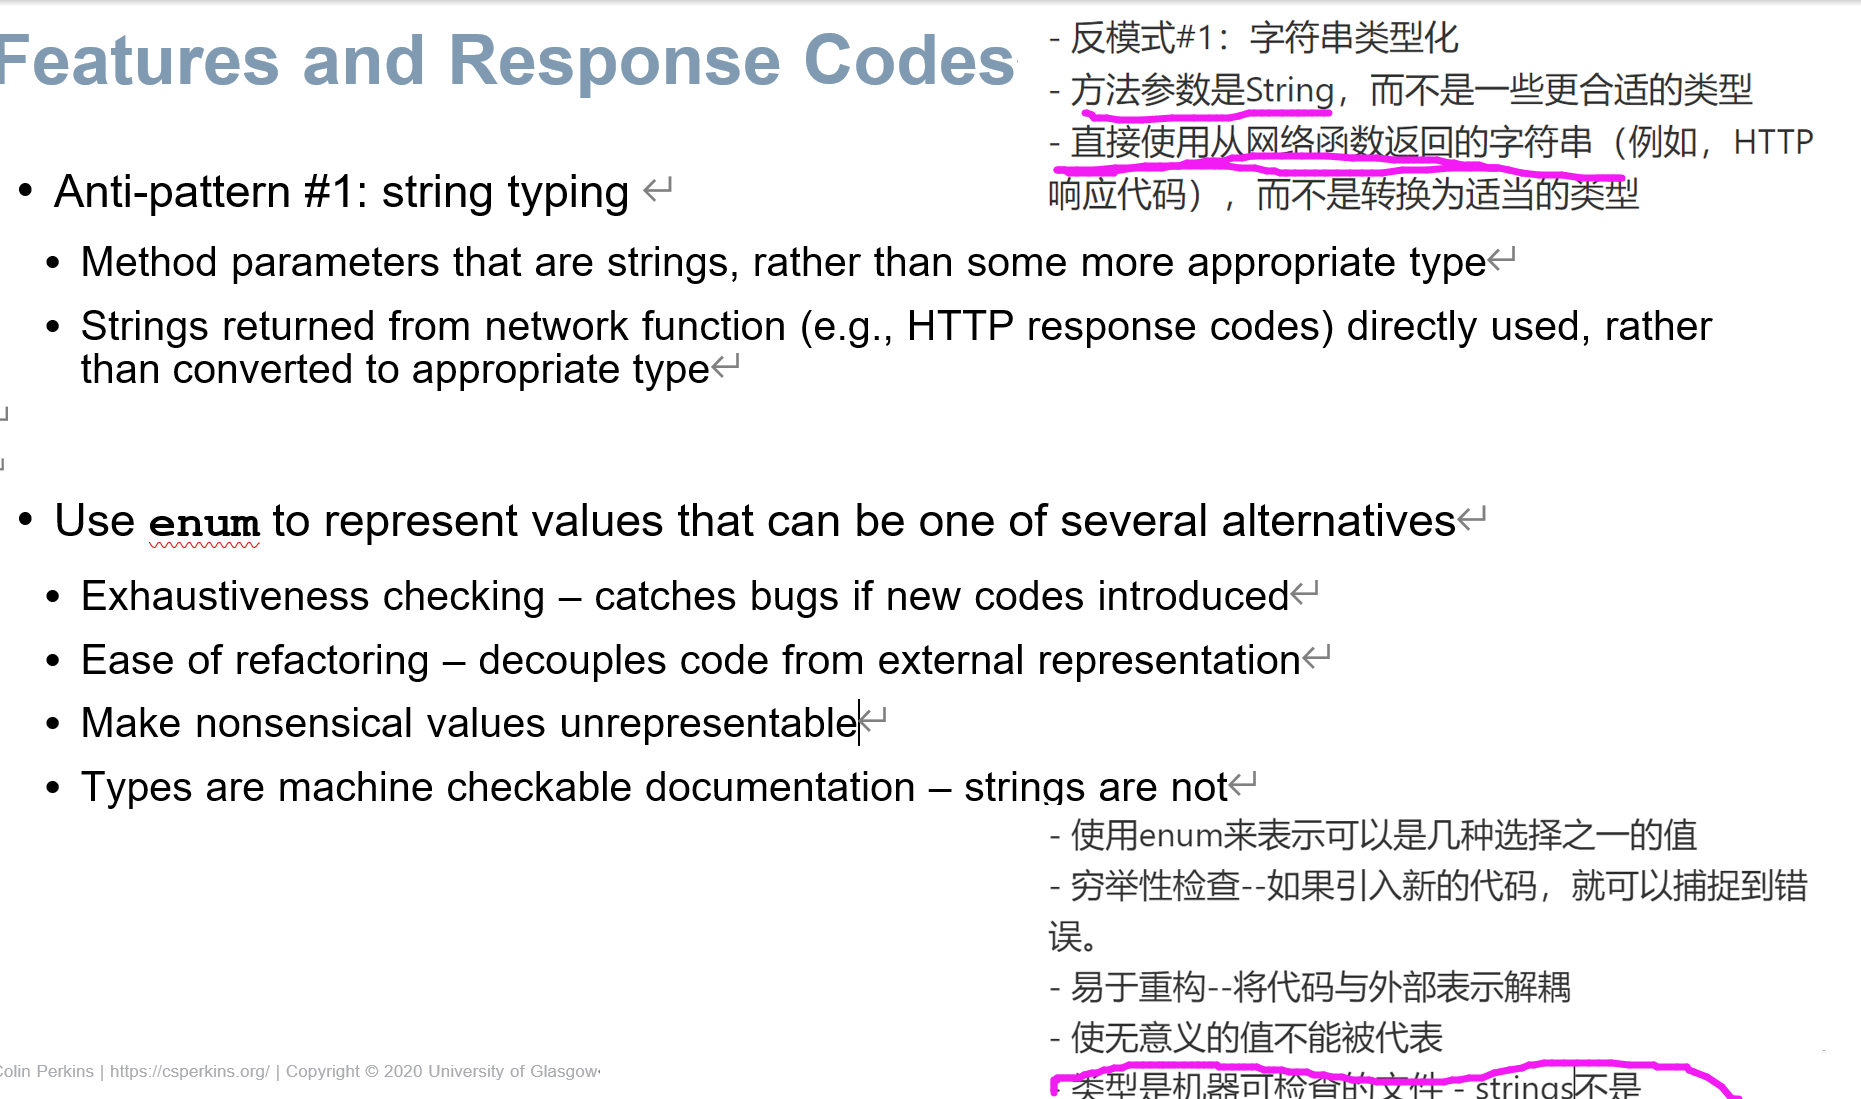 Features and Response Codes
- 反模式#1：字符串类型化
- 方法参数是String，而不是一些更合适的类型
- 直接使用从网络函数返回的字符串（例如，HTTP
响应代码），而不是转换为适当的类型
• Anti-pattern #1: string typing ↵
• Method parameters that are strings, rather than some more appropriate type↵
• Strings returned from network function (e.g., HTTP response codes) directly used, rather
than converted to appropriate type↵
• Use enum to represent values that can be one of several alternatives↵
• Exhaustiveness checking – catches bugs if new codes introduced↵
• Ease of refactoring – decouples code from external representation↵
• Make nonsensical values unrepresentable↵
• Types are machine checkable documentation – strings are not↵
- 使用enum来表示可以是几种选择之一的值
- 穷举性检查--如果引入新的代码，就可以捕捉到错
误。
- 易于重构--将代码与外部表示解耦
- 使无意义的值不能被代表
- 类型是机器可检查的文件 - strings不是
Colin Perkins | https://csperkins.org/ | Copyright © 2020 University of Glasgow